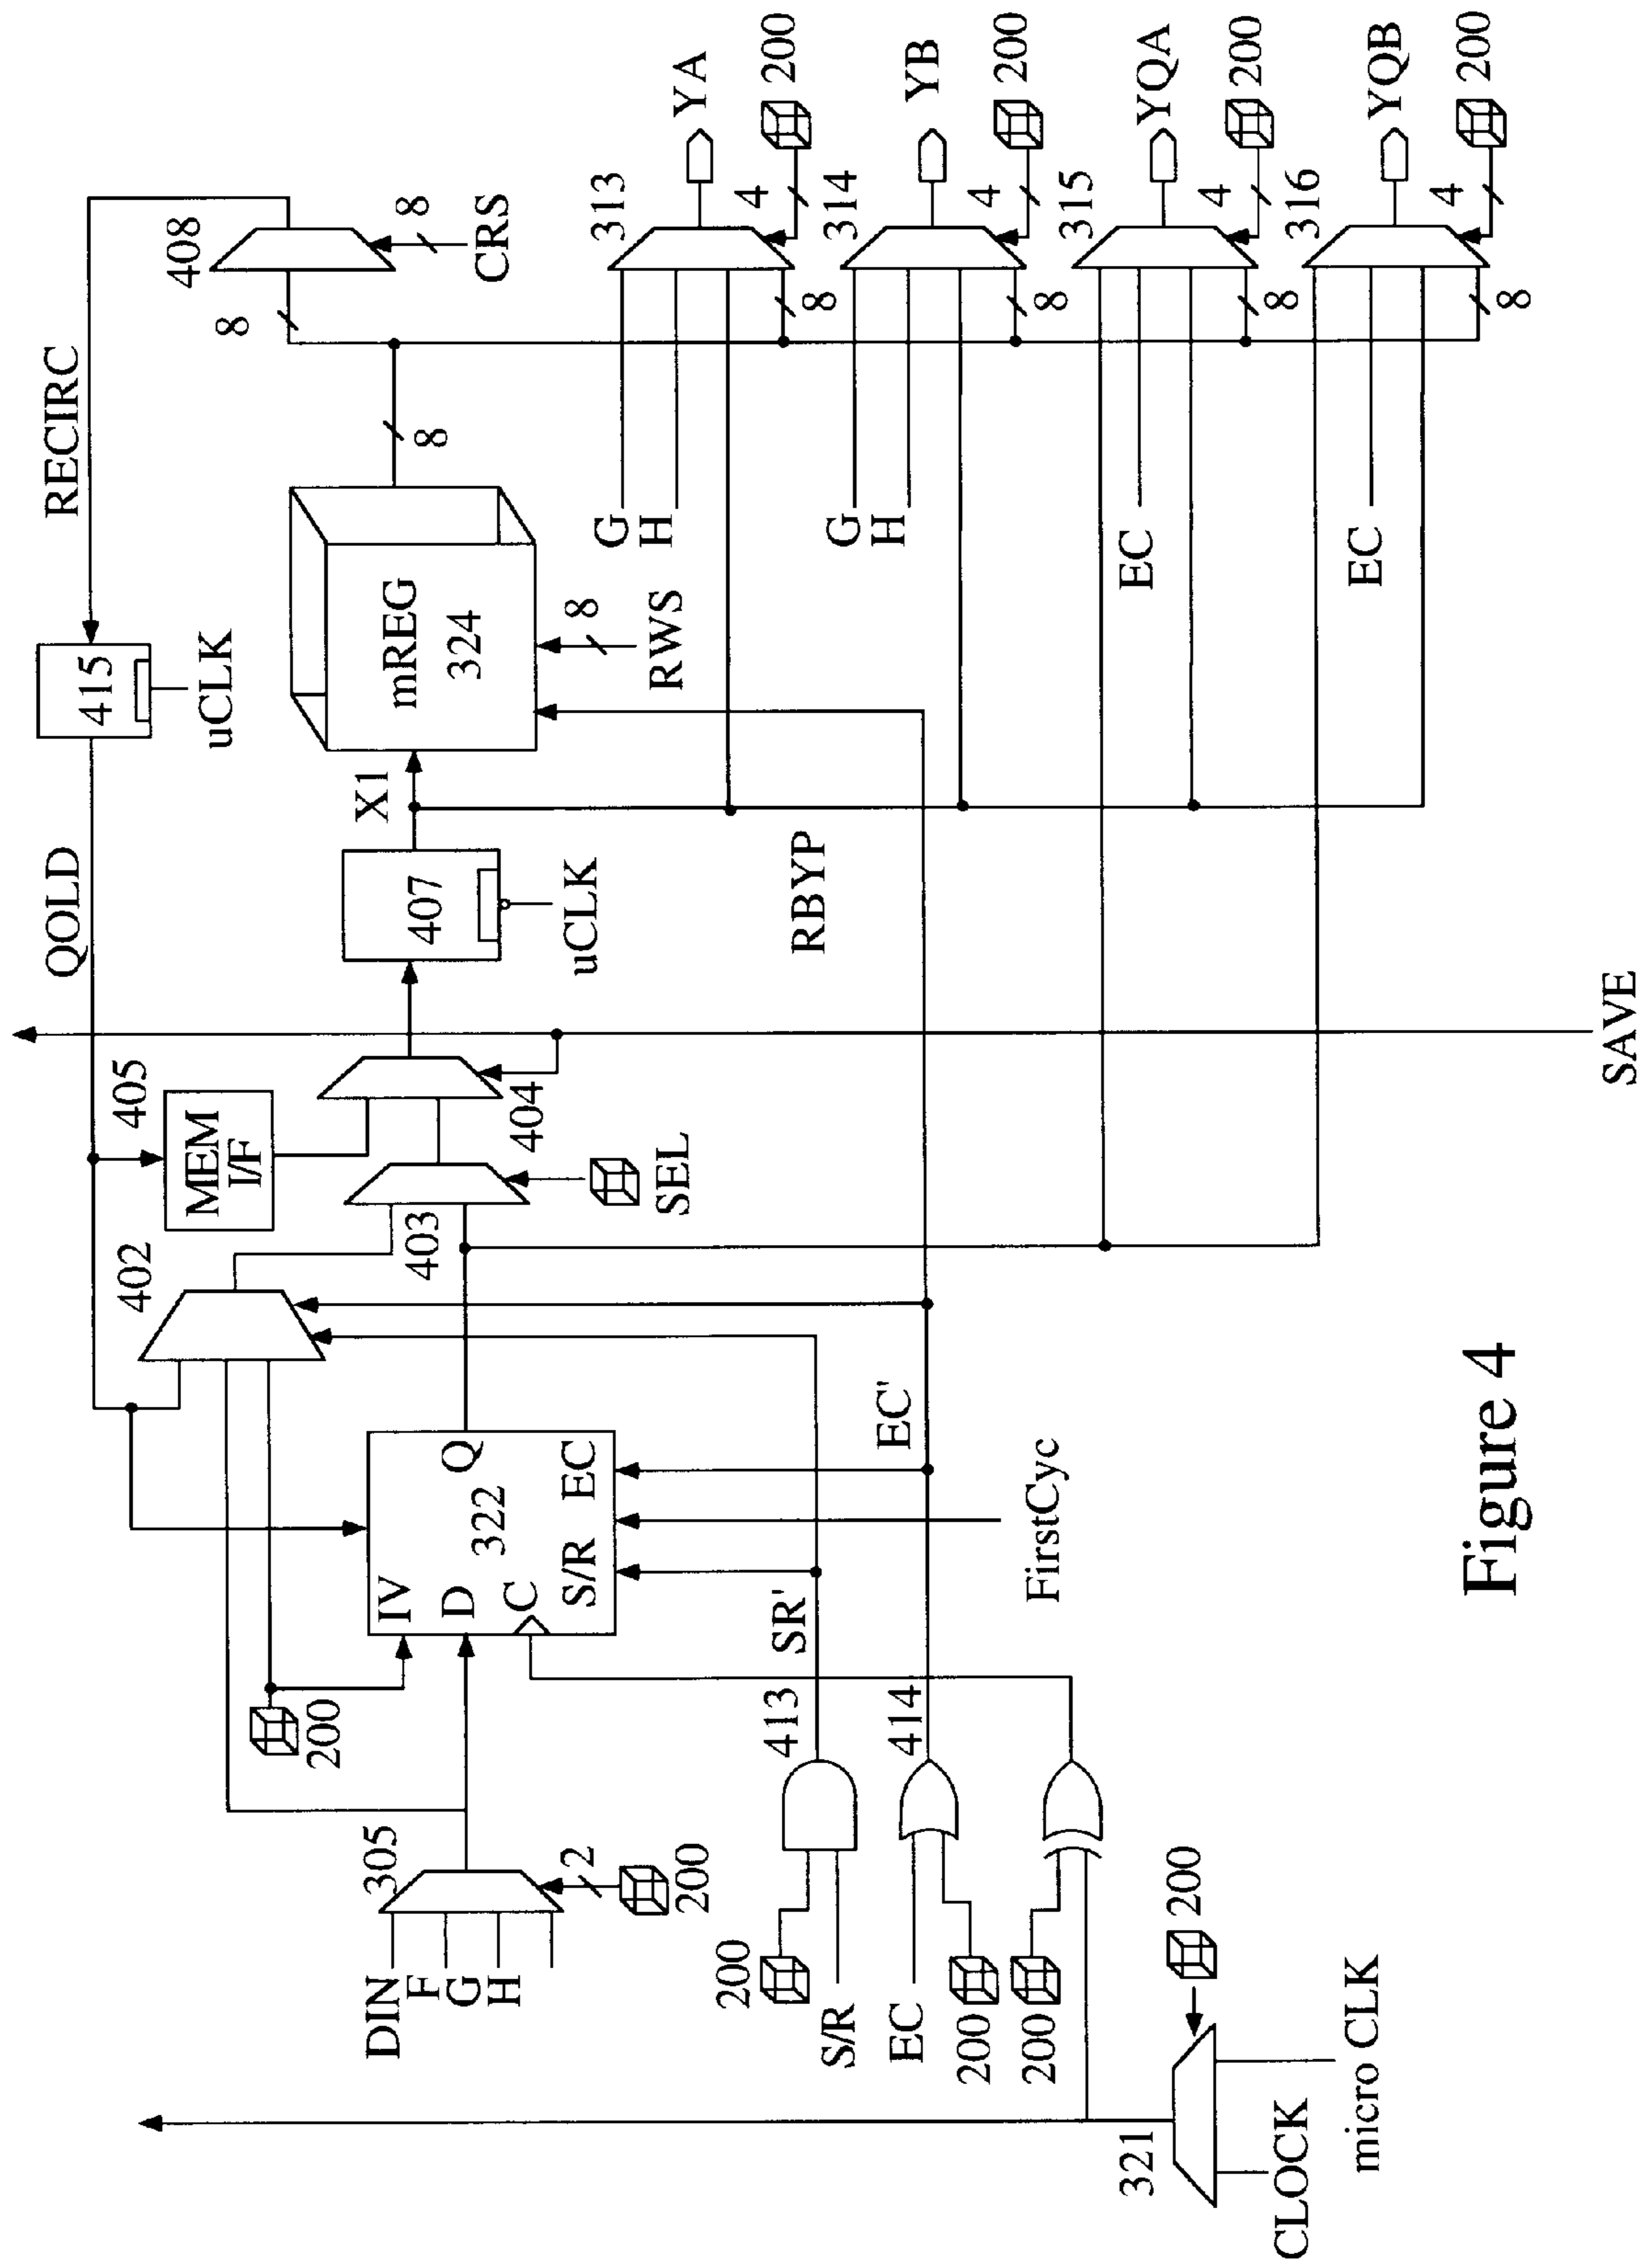 RECIRC
QOLD
415
uCLK
408
8
8
CRS
402
405
MEM
I/F
404
403
SEL
407
uCLK
X1
mREG
324
8
RWS
8
200
IV
D
C
Q
322
S/R
EC
305
DIN
F
G
H
2
200
200
S/R
413
SR'
EC
414
EC'
200
200
FirstCyc
321
200
CLOCK
micro CLK
RBYP
SAVE
G
H
313
YA
4
200
8
G
H
314
YB
4
200
8
EC
315
YQA
4
200
8
EC
316
YQB
4
200
8
Figure 4